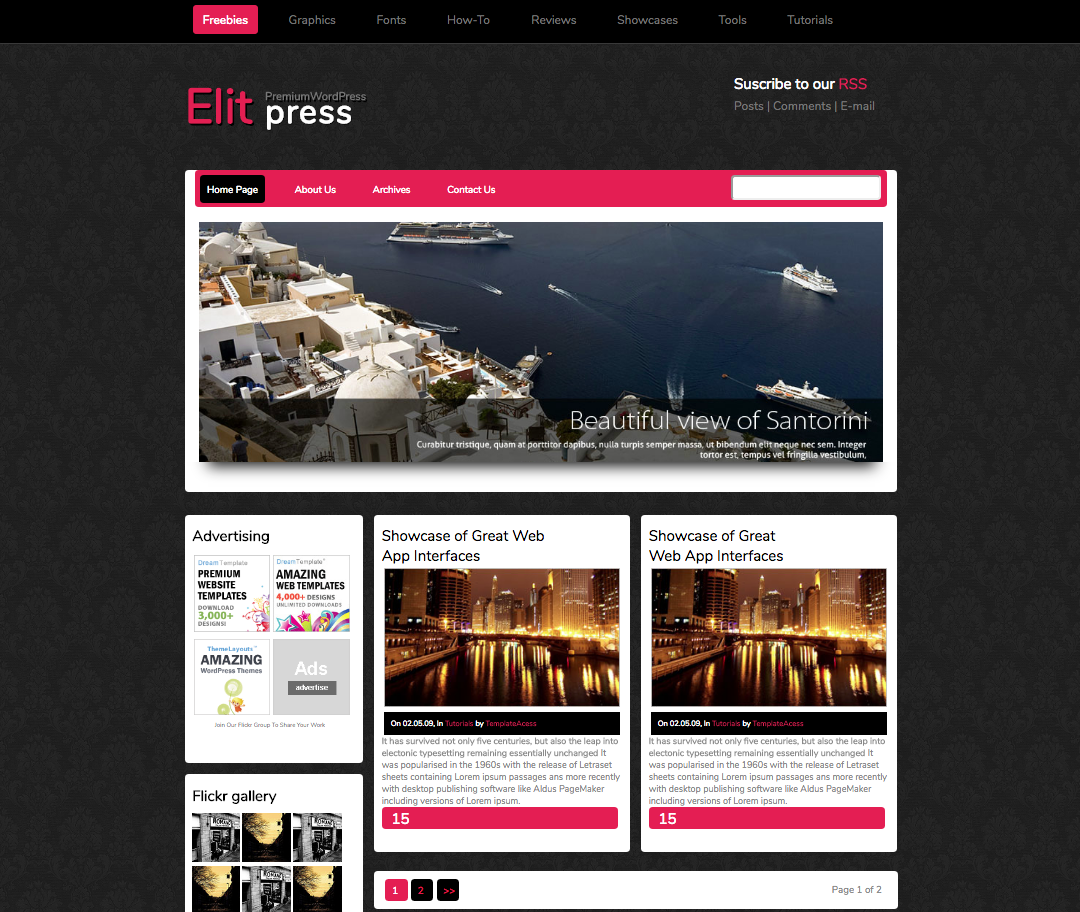 Freebies Graphics Fonts How-To Reviews Showcases Tools Tutorials
Elit PremiumWordPress
press
Suscribe to our RSS
Posts | Comments | E-mail
Home Page About Us Archives Contact Us
Beautiful view of Santorini
Curabitur tristique, quam at porttitor dapibus, nulla turpis semper massa, ut bibendum elit neque nec sem. Integer
tortor est, tempus vel fringilla vestibulum,
Advertising
DreamTemplate
PREMIUM
WEBSITE
TEMPLATES
DOWNLOAD
3,000+
DESIGNS!
DreamTemplate
AMAZING
WEB TEMPLATES
4,000+ DESIGNS
UNLIMITED DOWNLOADS
ThemeLayouts
AMAZING
WordPress Themes
Ads
advertise
Join Our Flickr Group To Share Your Work
Flickr gallery
Showcase of Great Web
App Interfaces
On 02.05.09, In Tutorials by TemplateAcess
It has survived not only five centuries, but also the leap into
electonic typesetting remaining essentially unchanged It
was popularised in the 1960s with the release of Letraset
sheets containing Lorem ipsum passages ans more recently
with desktop publishing software like Aldus PageMaker
including versions of Lorem ipsum.
15
Showcase of Great
Web App Interfaces
On 02.05.09, In Tutorials by TemplateAcess
It has survived not only five centuries, but also the leap into
electonic typesetting remaining essentially unchanged It
was popularised in the 1960s with the release of Letraset
sheets containing Lorem ipsum passages ans more recently
with desktop publishing software like Aldus PageMaker
including versions of Lorem ipsum.
15
1 2 >> Page 1 of 2